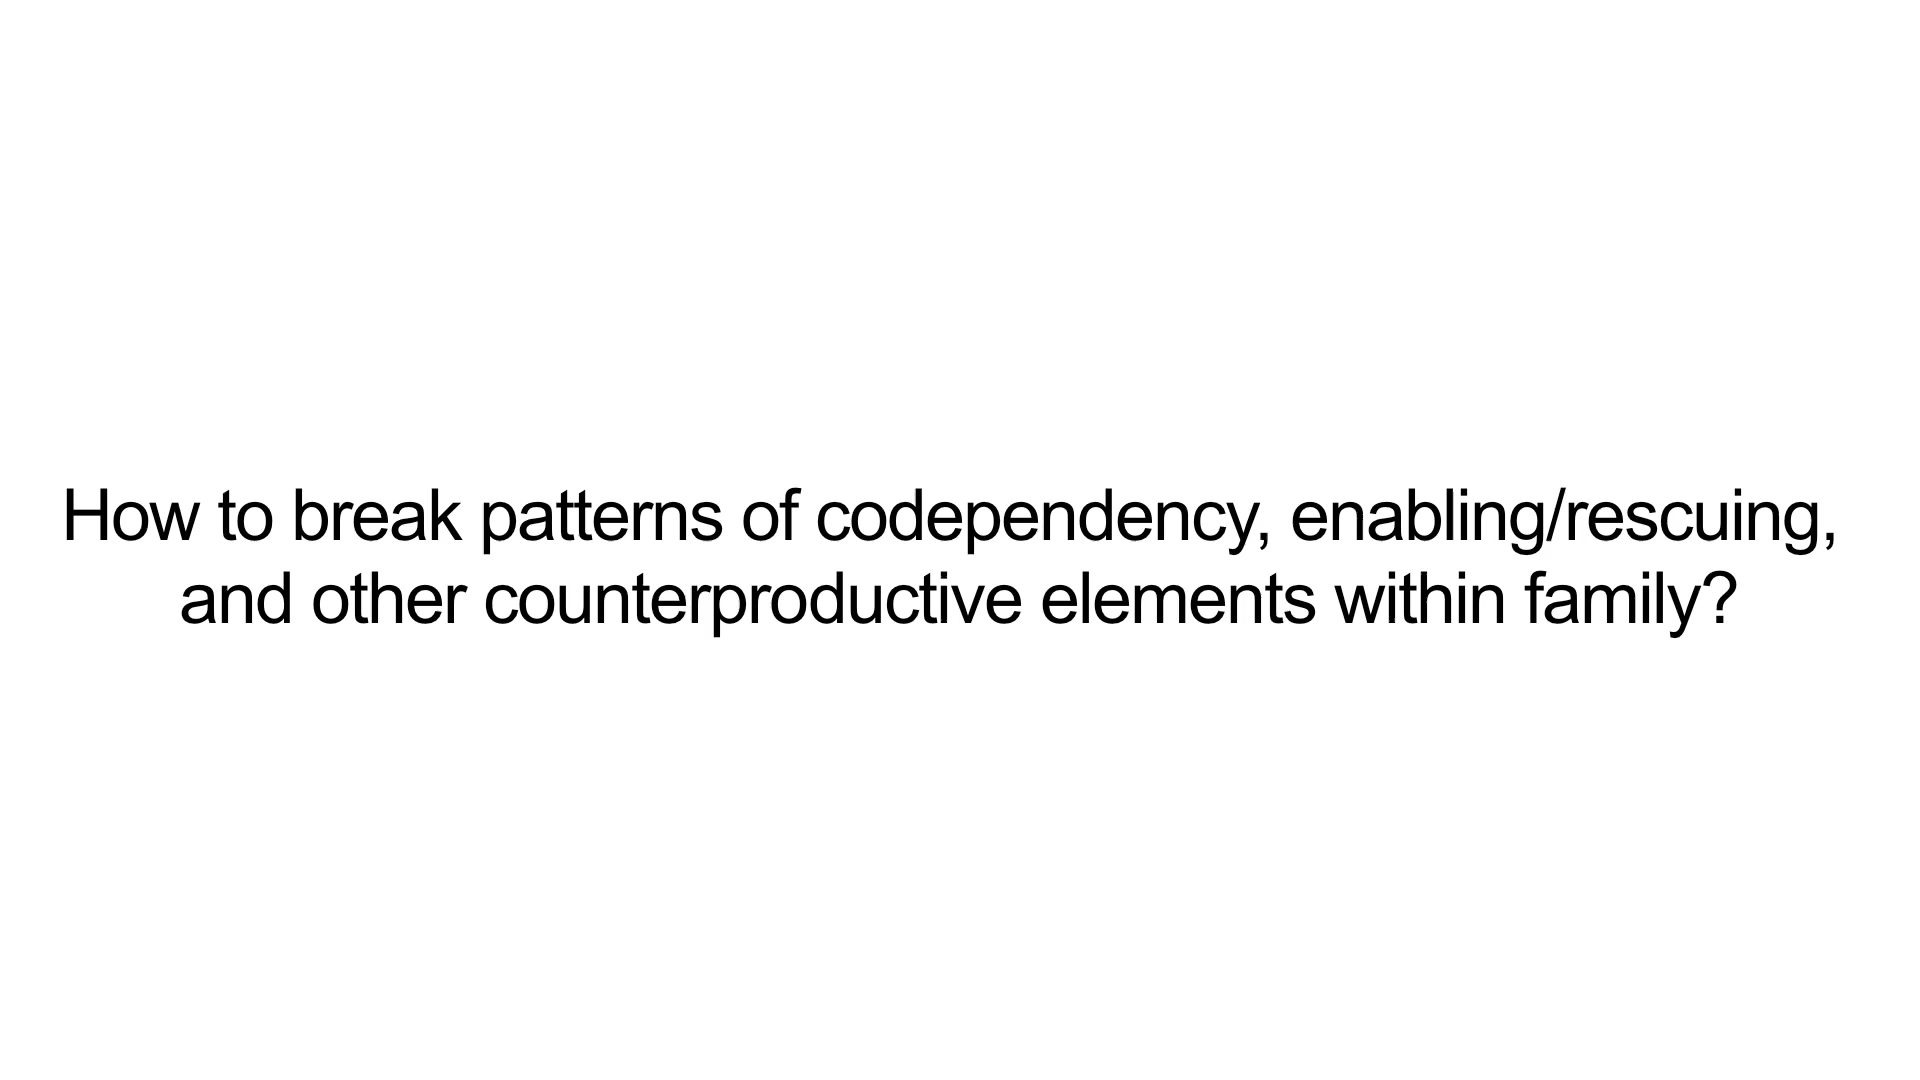 How to break patterns of codependency, enabling/rescuing,
and other counterproductive elements within family?